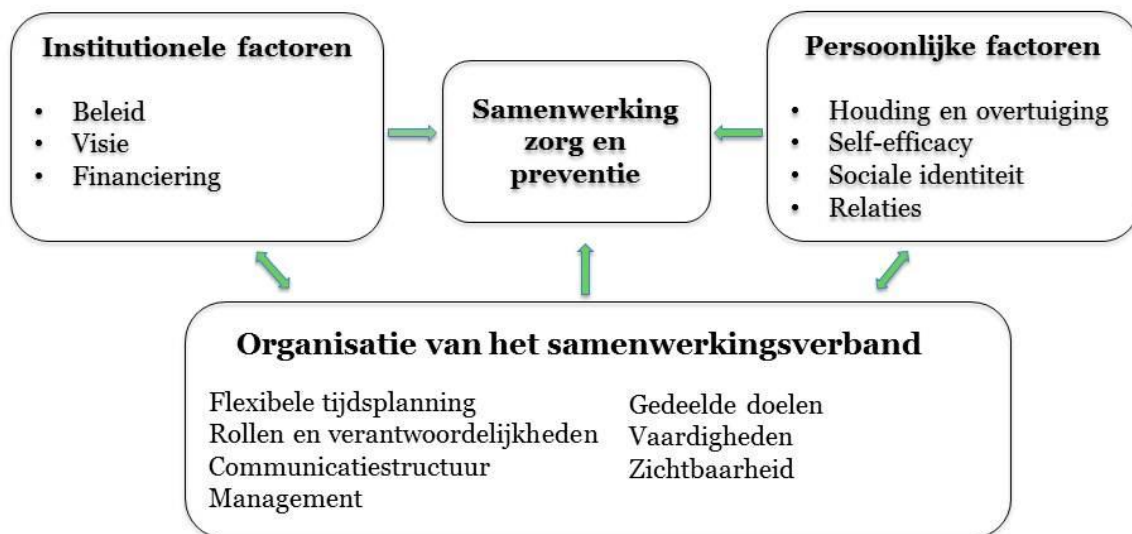 Institutionele factoren
• Beleid
• Visie
• Financiering
Samenwerking
zorg en
preventie
Persoonlijke factoren
• Houding en overtuiging
• Self-efficacy
• Sociale identiteit
• Relaties
Organisatie van het samenwerkingsverband
Flexibele tijdsplanning
Rollen en verantwoordelijkheden
Communicatiestructuur
Management
Gedeelde doelen
Vaardigheden
Zichtbaarheid